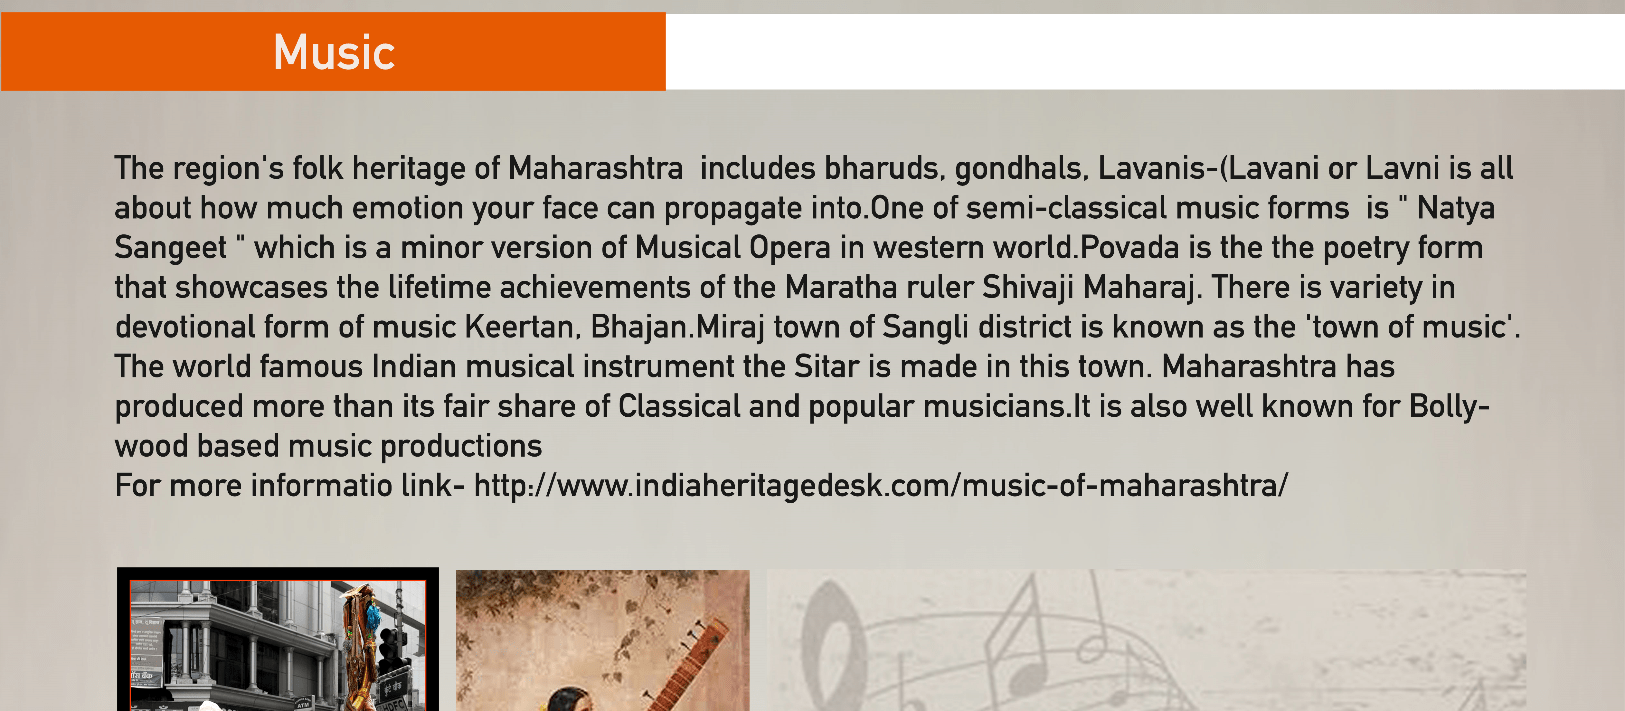 Music
The region's folk heritage of Maharashtra  includes bharuds, gondhals, Lavanis-(Lavani or Lavni is all
about how much emotion your face can propagate into.One of semi-classical music forms  is " Natya
Sangeet " which is a minor version of Musical Opera in western world.Povada is the the poetry form
that showcases the lifetime achievements of the Maratha ruler Shivaji Maharaj. There is variety in
devotional form of music Keertan, Bhajan.Miraj town of Sangli district is known as the 'town of music'.
The world famous Indian musical instrument the Sitar is made in this town. Maharashtra has
produced more than its fair share of Classical and popular musicians.It is also well known for Bolly-
wood based music productions
For more informatio link- http://www.indiaheritagedesk.com/music-of-maharashtra/
ATM
HDFC